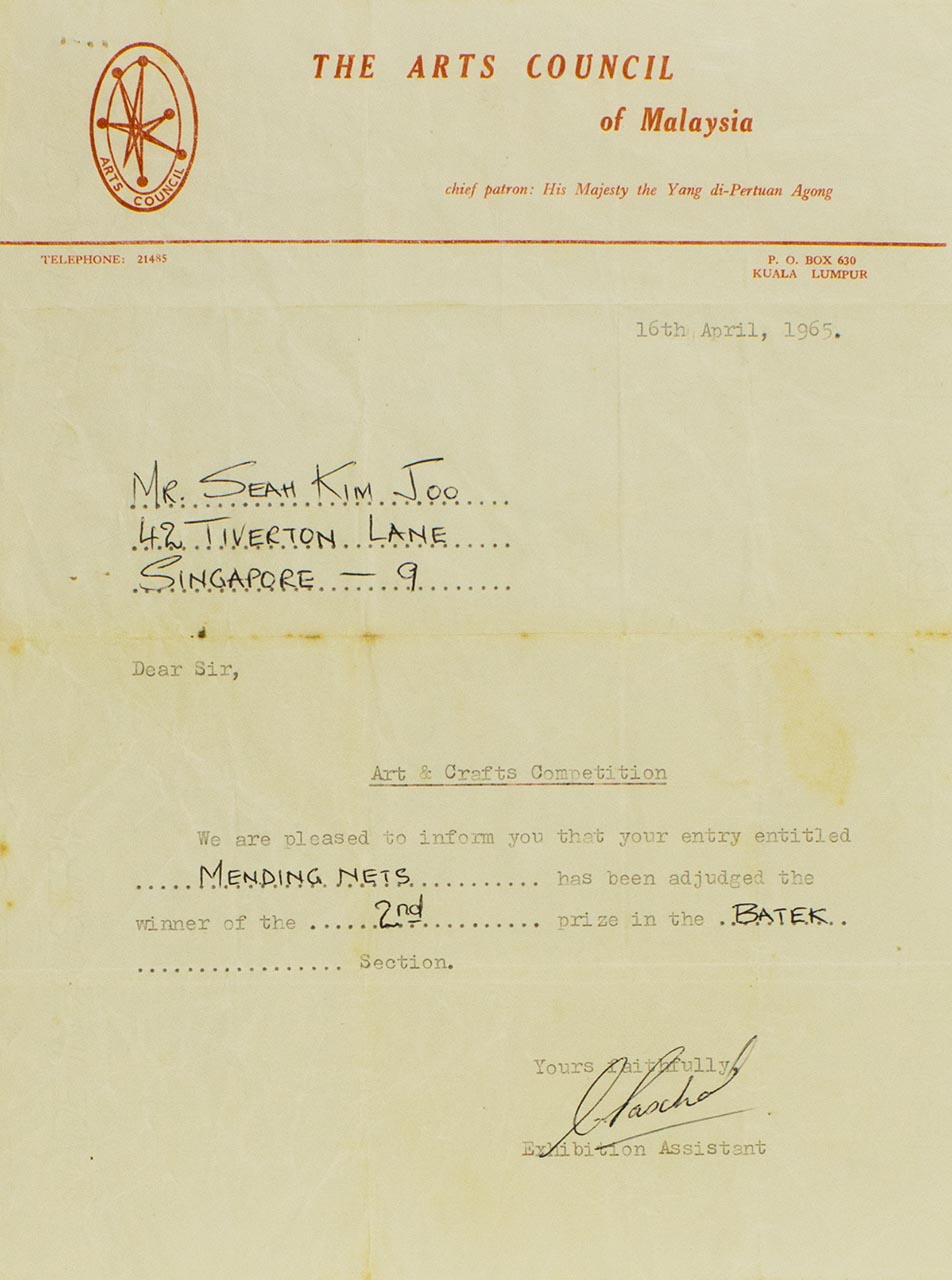 THE ARTS COUNCIL
of Malaysia
chief patron: His Majesty the Yang di-Pertuan Agong
ARTS COUNCIL
TELEPHONE: 21485
P. O. BOX 630
KUALA LUMPUR
16th April, 1965.
MR. SEAH KIM JOO
42 TIVERTON LANE
SINGAPORE — 9
Dear Sir,
Art & Crafts Competition
We are pleased to inform you that your entry entitled
.....MENDING NETS........... has been adjudged the
winner of the ......2nd........... prize in the ..BATEK..
................. Section.
Yours faithfully,
Exhibition Assistant